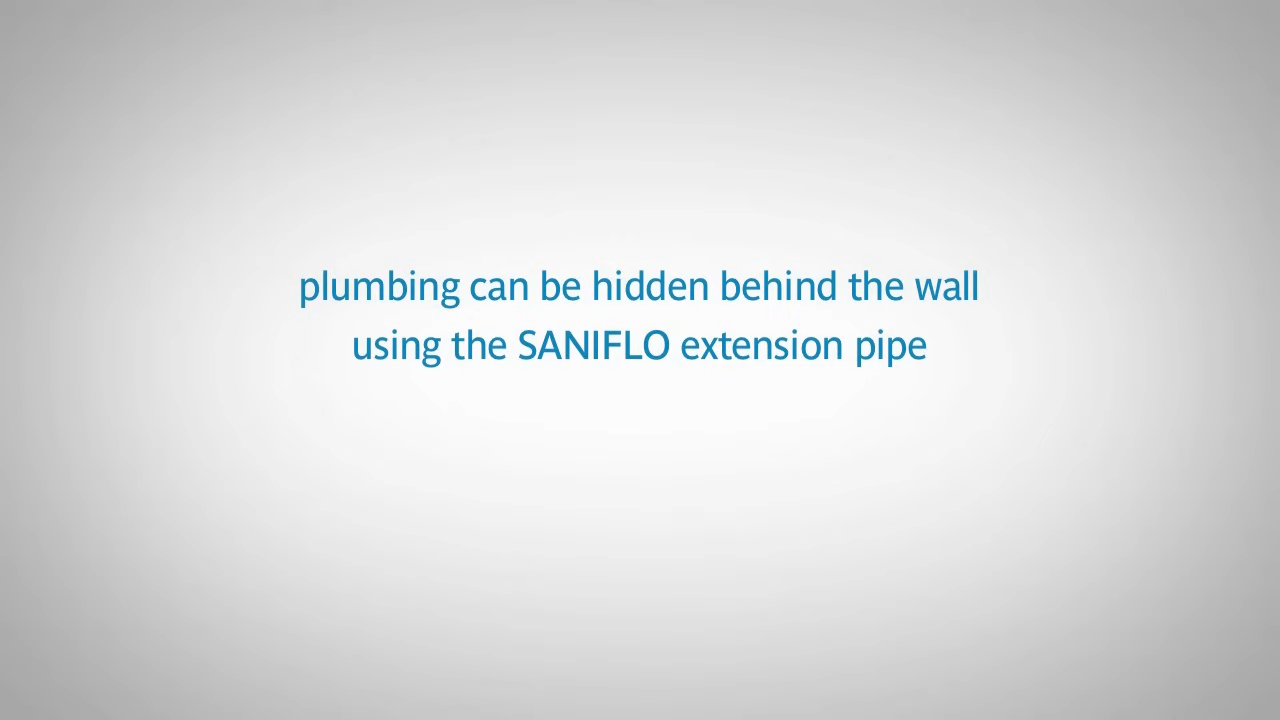 plumbing can be hidden behind the wall
using the SANIFLO extension pipe